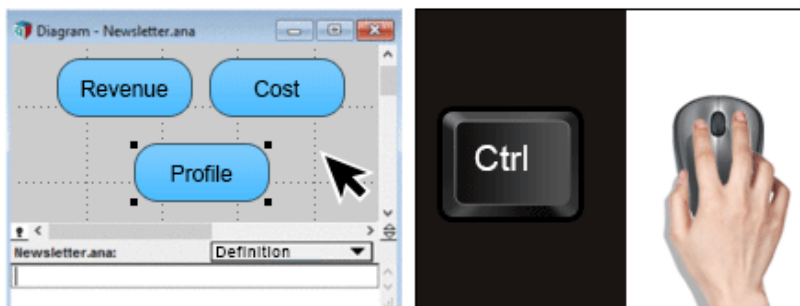 Diagram - Newsletter.ana
Revenue
Cost
Profile
Newsletter.ana:
Definition
Ctrl